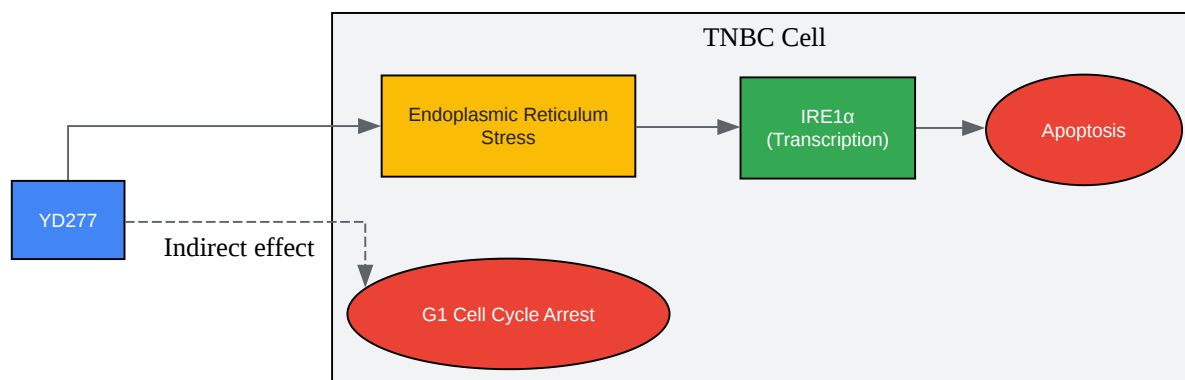 TNBC Cell
Endoplasmic Reticulum
Stress
IRE1α
(Transcription)
Apoptosis
YD277
Indirect effect
G1 Cell Cycle Arrest